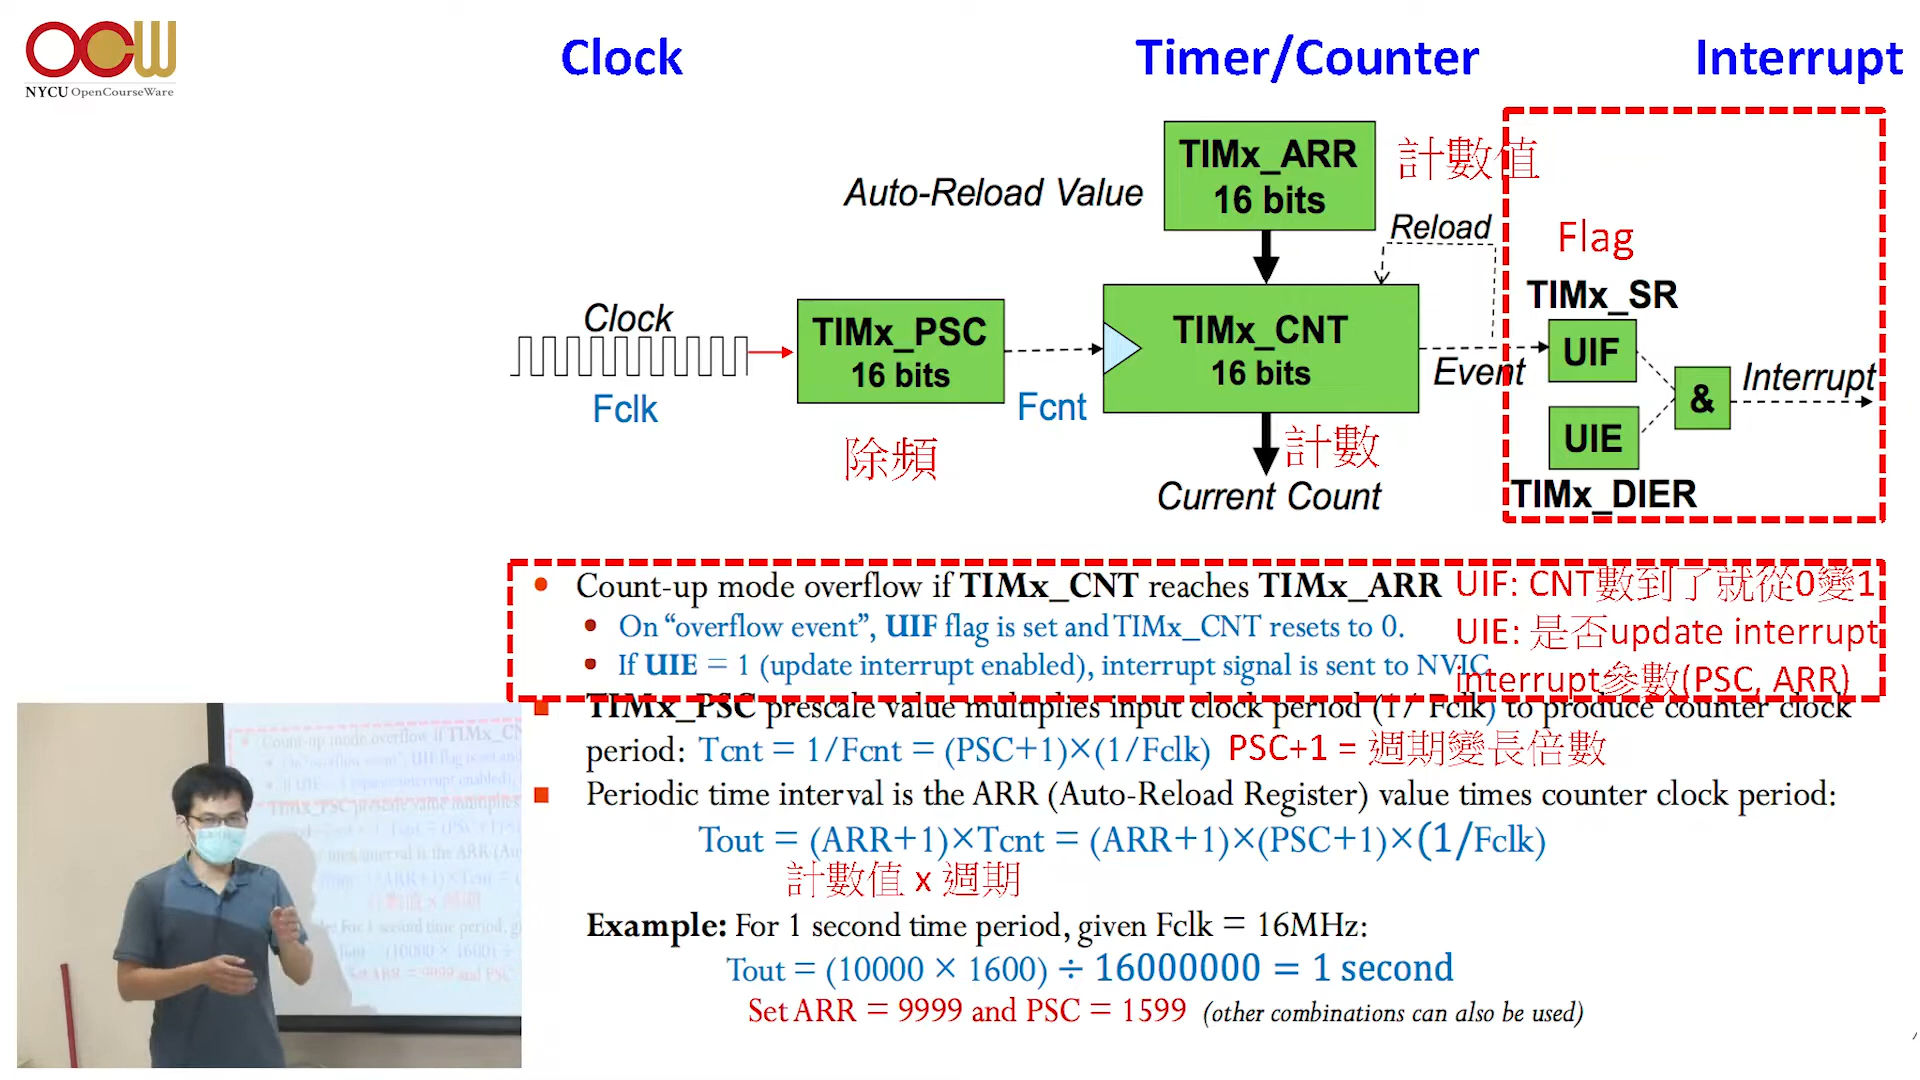 OCW
NYCU OpenCourseWare
Clock
Timer/Counter
Interrupt
TIMx_ARR
16 bits
計數值
Auto-Reload Value
Reload
Flag
TIMx_SR
Clock
TIMx_PSC
16 bits
TIMx_CNT
16 bits
UIF
Event
Interrupt
&
Fclk
Fcnt
UIE
除頻
計數
Current Count
TIMx_DIER
Count-up mode overflow if TIMx_CNT reaches TIMx_ARR
UIF: CNT數到了就從0變1
On “overflow event”, UIF flag is set and TIMx_CNT resets to 0.
UIE: 是否update interrupt
If UIE = 1 (update interrupt enabled), interrupt signal is sent to NVIC
interrupt參數(PSC, ARR)
TIMx_PSC prescale value multiplies input clock period (1/ Fclk) to produce counter clock
period: Tcnt = 1/Fcnt = (PSC+1)×(1/Fclk) PSC+1 = 週期變長倍數
Periodic time interval is the ARR (Auto-Reload Register) value times counter clock period:
Tout = (ARR+1)×Tcnt = (ARR+1)×(PSC+1)×(1/Fclk)
計數值 x 週期
Example: For 1 second time period, given Fclk = 16MHz:
Tout = (10000 × 1600) ÷ 16000000 = 1 second
Set ARR = 9999 and PSC = 1599 (other combinations can also be used)